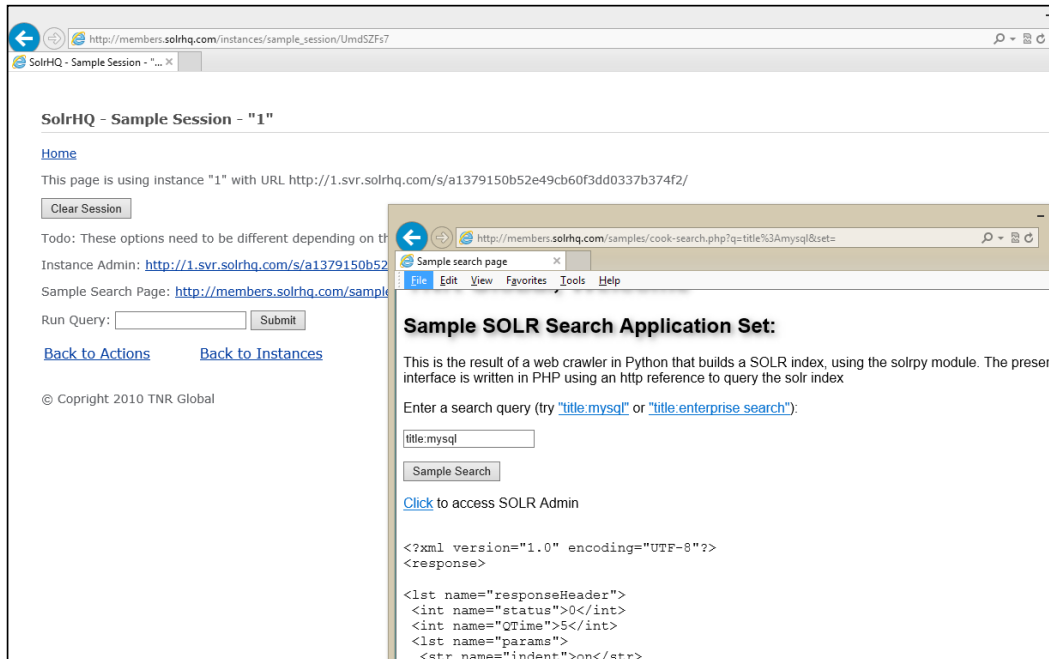 http://members.solrhq.com/instances/sample_session/UmdSZFs7
SolrHQ - Sample Session - "...
SolrHQ - Sample Session - "1"
Home
This page is using instance "1" with URL http://1.svr.solrhq.com/s/a1379150b52e49cb60f3dd0337b374f2/
Clear Session
Todo: These options need to be different depending on th
Instance Admin: http://1.svr.solrhq.com/s/a1379150b52
Sample Search Page: http://members.solrhq.com/sample
Run Query:
Submit
Back to Actions Back to Instances
© Copright 2010 TNR Global
http://members.solrhq.com/samples/cook-search.php?q=title%3Amysql&set=
Sample search page
File Edit View Favorites Tools Help
Sample SOLR Search Application Set:
This is the result of a web crawler in Python that builds a SOLR index, using the solrpy module. The preser
interface is written in PHP using an http reference to query the solr index
Enter a search query (try "title:mysql" or "title:enterprise search"):
title:mysql
Sample Search
Click to access SOLR Admin
<?xml version="1.0" encoding="UTF-8"?>
<response>
<lst name="responseHeader">
<int name="status">0</int>
<int name="QTime">5</int>
<lst name="params">
<str name="indent">on</str>